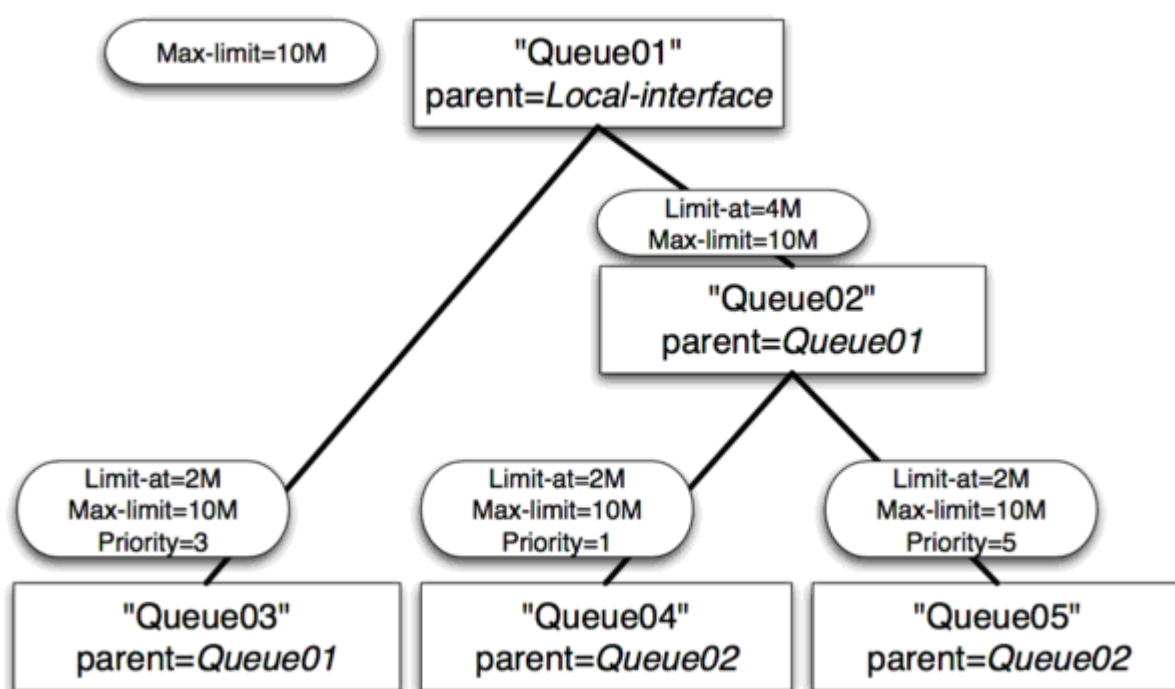 Max-limit=10M
"Queue01"
parent=Local-interface
Limit-at=4M
Max-limit=10M
"Queue02"
parent=Queue01
Limit-at=2M
Max-limit=10M
Priority=3
Limit-at=2M
Max-limit=10M
Priority=1
Limit-at=2M
Max-limit=10M
Priority=5
"Queue03"
parent=Queue01
"Queue04"
parent=Queue02
"Queue05"
parent=Queue02